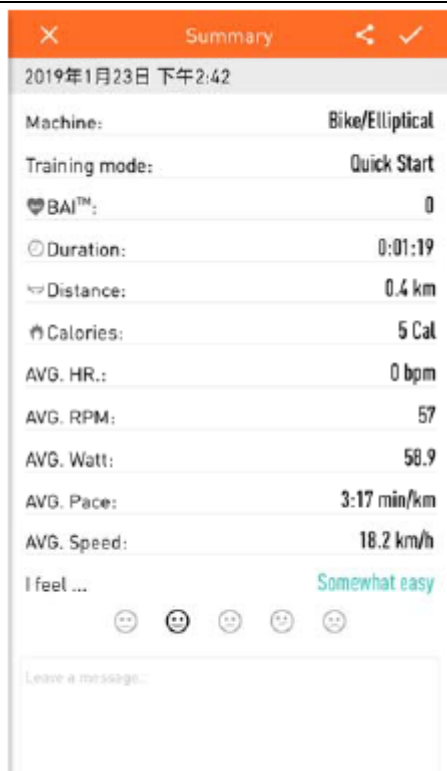 Summary
2019年1月23日 下午2:42
Machine: Bike/Elliptical
Training mode: Quick Start
BAI™: 0
Duration: 0:01:19
Distance: 0.4 km
Calories: 5 Cal
AVG. HR.: 0 bpm
AVG. RPM: 57
AVG. Watt: 58.9
AVG. Pace: 3:17 min/km
AVG. Speed: 18.2 km/h
I feel ... Somewhat easy
Leave a message...